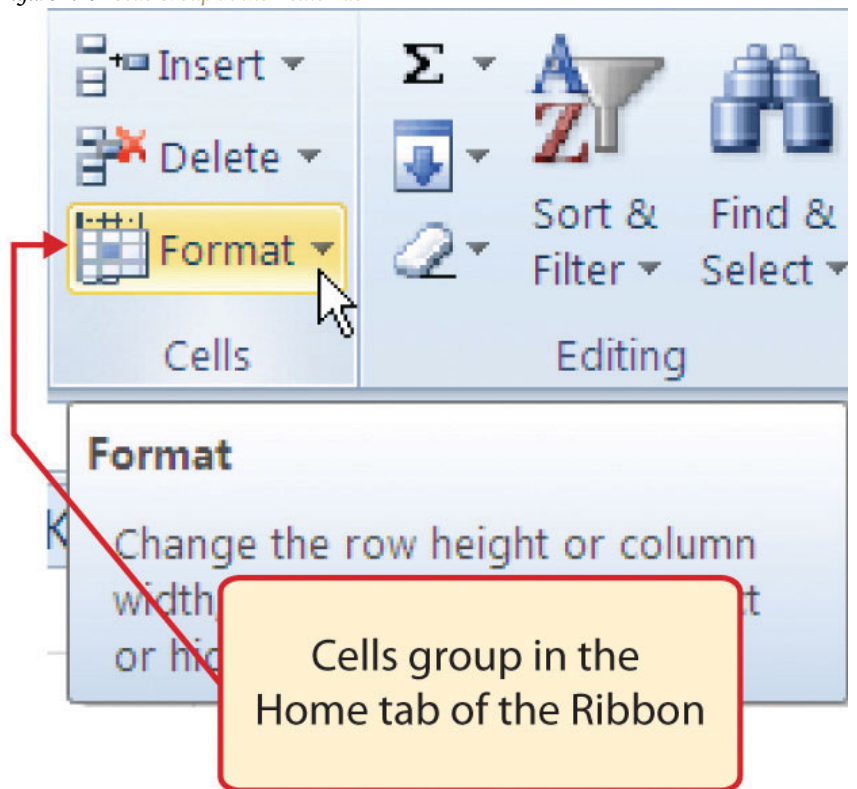 Insert
Delete
Format
Cells
Sort &
Filter
Find &
Select
Editing
Format
Change the row height or column
width,
or
Cells group in the
Home tab of the Ribbon